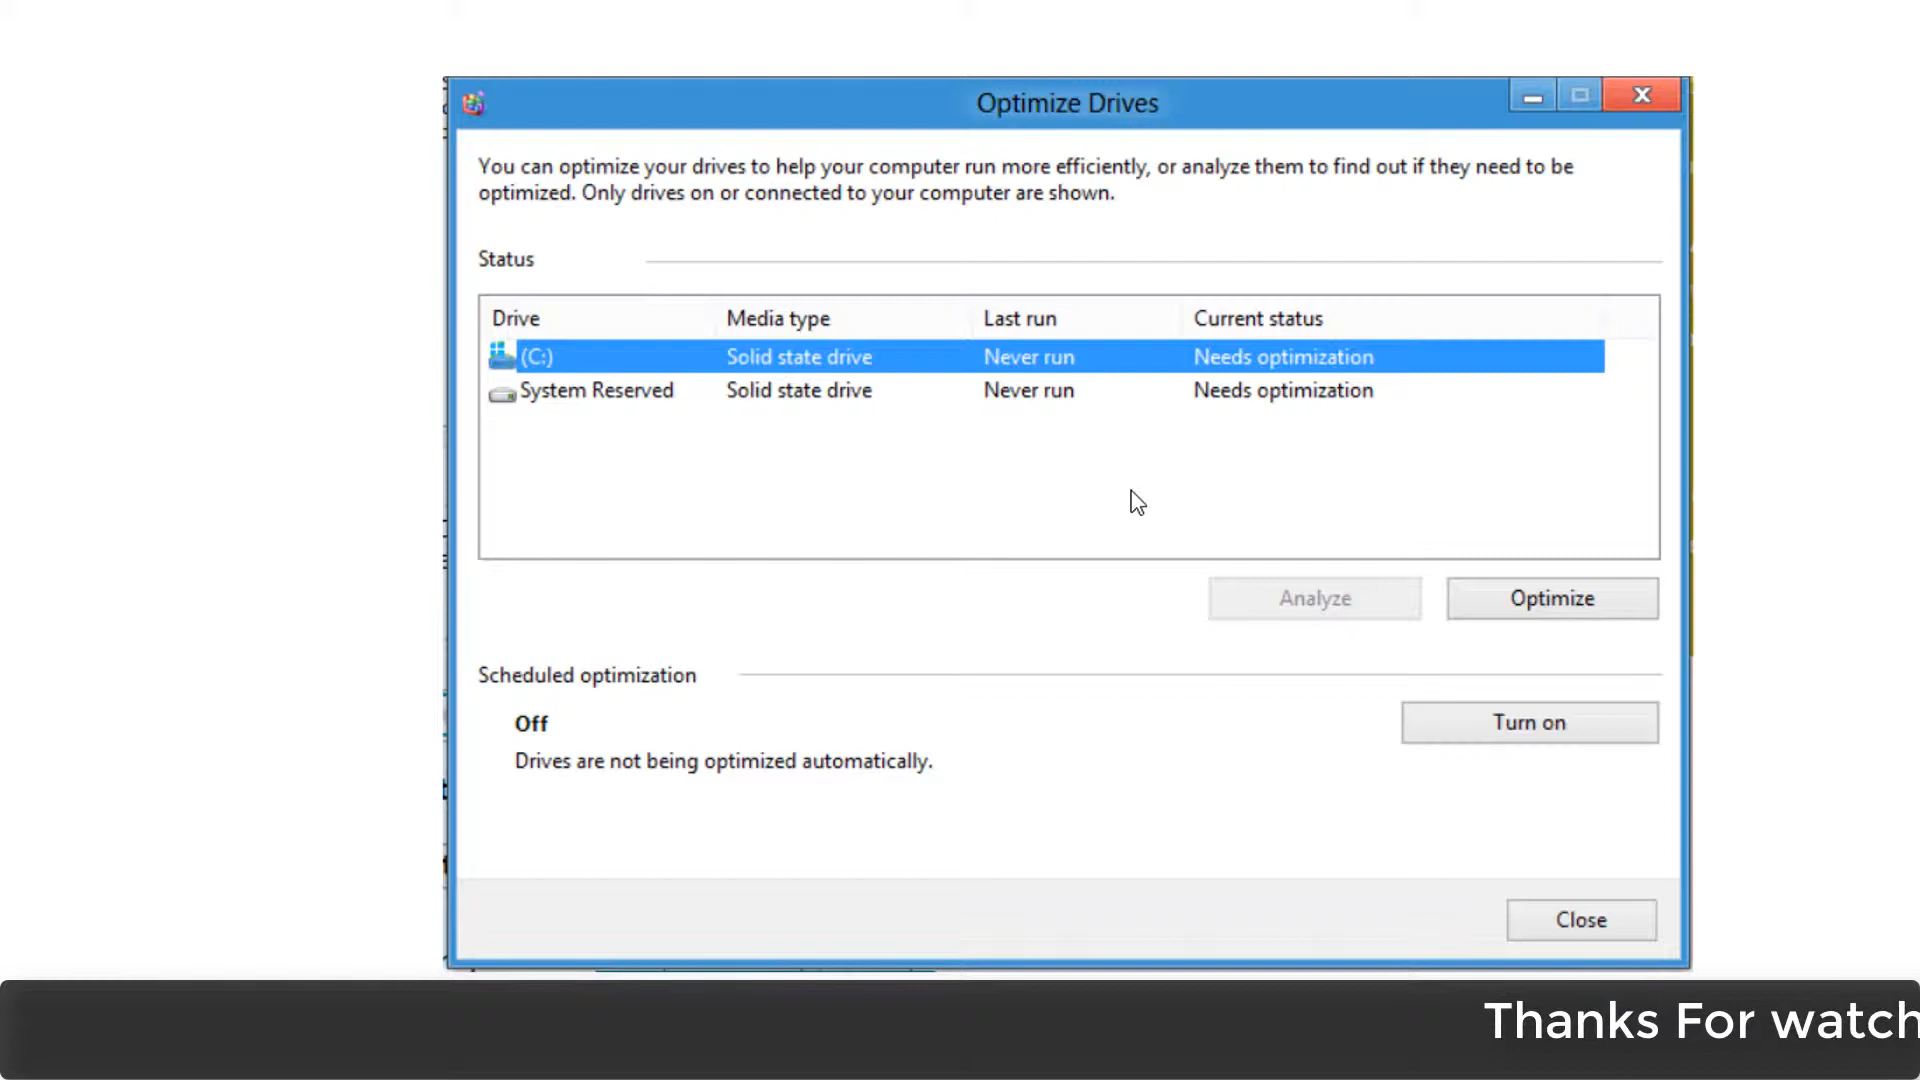 Optimize Drives
You can optimize your drives to help your computer run more efficiently, or analyze them to find out if they need to be
optimized. Only drives on or connected to your computer are shown.
Status
Drive Media type Last run Current status
(C:) Solid state drive Never run Needs optimization
System Reserved Solid state drive Never run Needs optimization
Analyze Optimize
Scheduled optimization
Off Turn on
Drives are not being optimized automatically.
Close
Thanks For watch